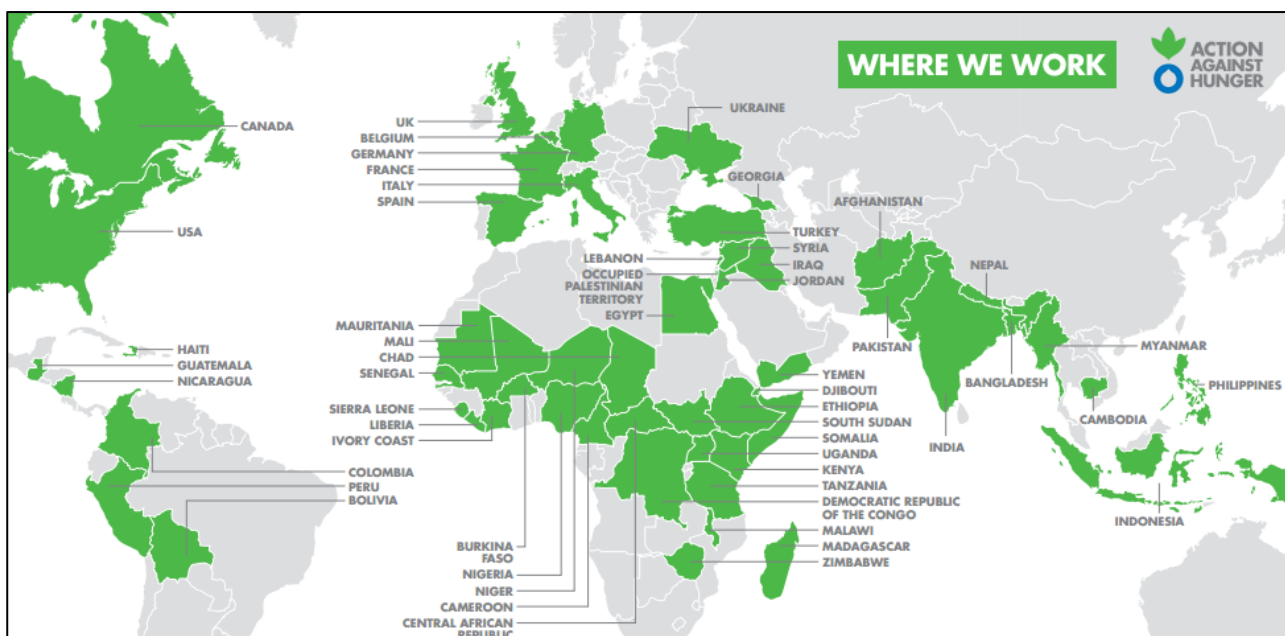 WHERE WE WORK
ACTION
AGAINST
HUNGER
CANADA
USA
HAITI
GUATEMALA
NICARAGUA
COLOMBIA
PERU
BOLIVIA
UK
BELGIUM
GERMANY
FRANCE
ITALY
SPAIN
UKRAINE
GEORGIA
TURKEY
SYRIA
IRAQ
JORDAN
LEBANON
OCCUPIED
PALESTINIAN
TERRITORY
EGYPT
MAURITANIA
MALI
CHAD
SENEGAL
SIERRA LEONE
LIBERIA
IVORY COAST
BURKINA
FASO
NIGERIA
NIGER
CAMEROON
CENTRAL AFRICAN
REPUBLIC
YEMEN
DJIBOUTI
ETHIOPIA
SOUTH SUDAN
SOMALIA
UGANDA
KENYA
TANZANIA
DEMOCRATIC REPUBLIC
OF THE CONGO
MALAWI
MADAGASCAR
ZIMBABWE
AFGHANISTAN
NEPAL
PAKISTAN
BANGLADESH
MYANMAR
INDIA
CAMBODIA
PHILIPPINES
INDONESIA